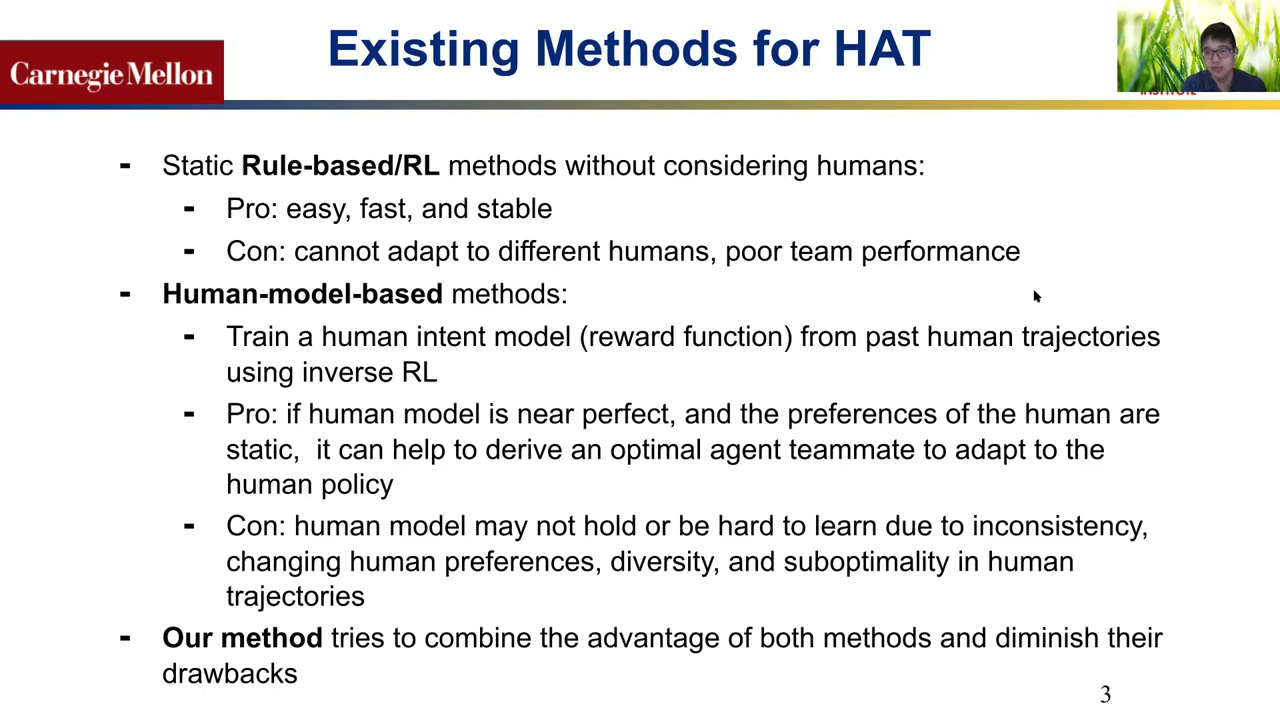 Existing Methods for HAT
Carnegie Mellon
- Static Rule-based/RL methods without considering humans:
- Pro: easy, fast, and stable
- Con: cannot adapt to different humans, poor team performance
- Human-model-based methods:
- Train a human intent model (reward function) from past human trajectories
using inverse RL
- Pro: if human model is near perfect, and the preferences of the human are
static,  it can help to derive an optimal agent teammate to adapt to the
human policy
- Con: human model may not hold or be hard to learn due to inconsistency,
changing human preferences, diversity, and suboptimality in human
trajectories
- Our method tries to combine the advantage of both methods and diminish their
drawbacks
3